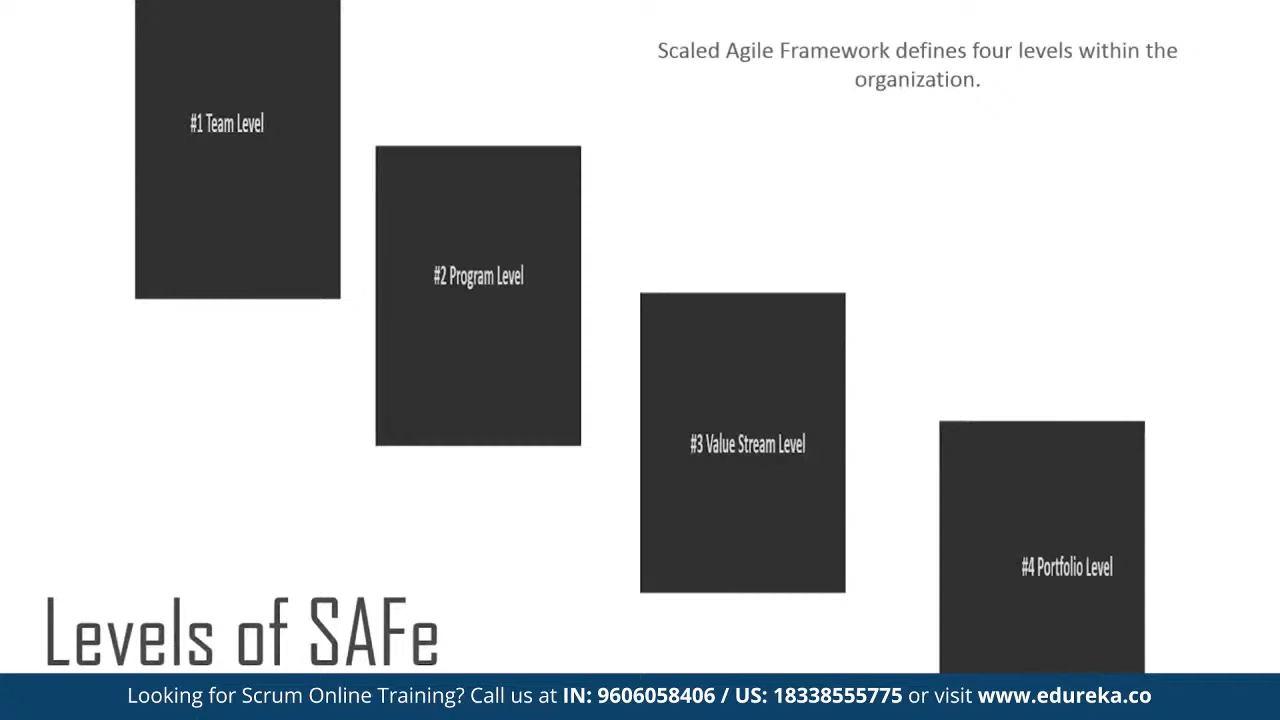 Scaled Agile Framework defines four levels within the
organization.
#1 Team Level
#2 Program Level
#3 Value Stream Level
#4 Portfolio Level
Levels of SAFe
Looking for Scrum Online Training? Call us at IN: 9606058406 / US: 18338555775 or visit www.edureka.co